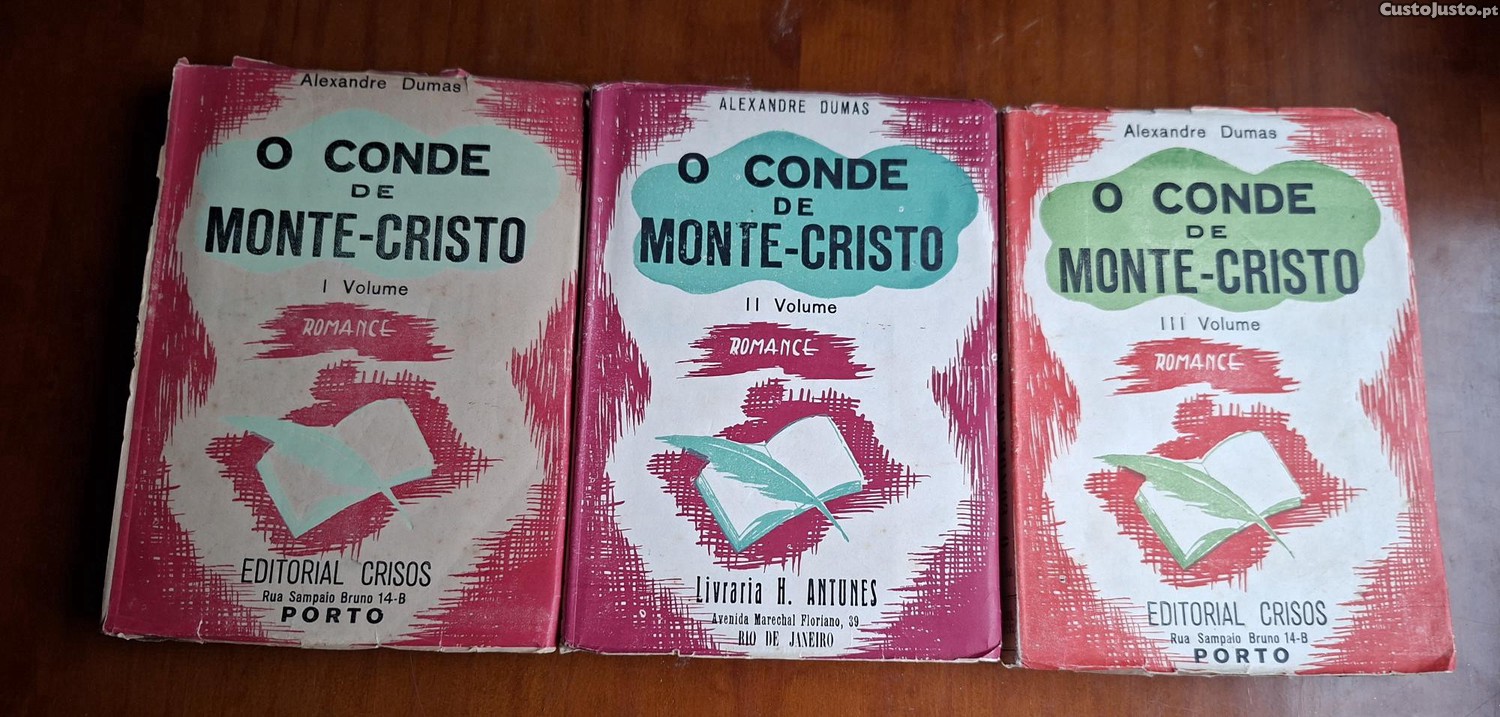 CustoJusto.pt
Alexandre Dumas
O CONDE
DE
MONTE-CRISTO
I Volume
ROMANCE
EDITORIAL CRISOS
Rua Sampaio Bruno 14-B
PORTO
ALEXANDRE DUMAS
O CONDE
DE
MONTE-CRISTO
II Volume
ROMANCE
Livraria H. ANTUNES
Avenida Marechal Floriano, 39
RIO DE JANEIRO
Alexandre Dumas
O CONDE
DE
MONTE-CRISTO
III Volume
ROMANCE
EDITORIAL CRISOS
Rua Sampaio Bruno 14-B
PORTO